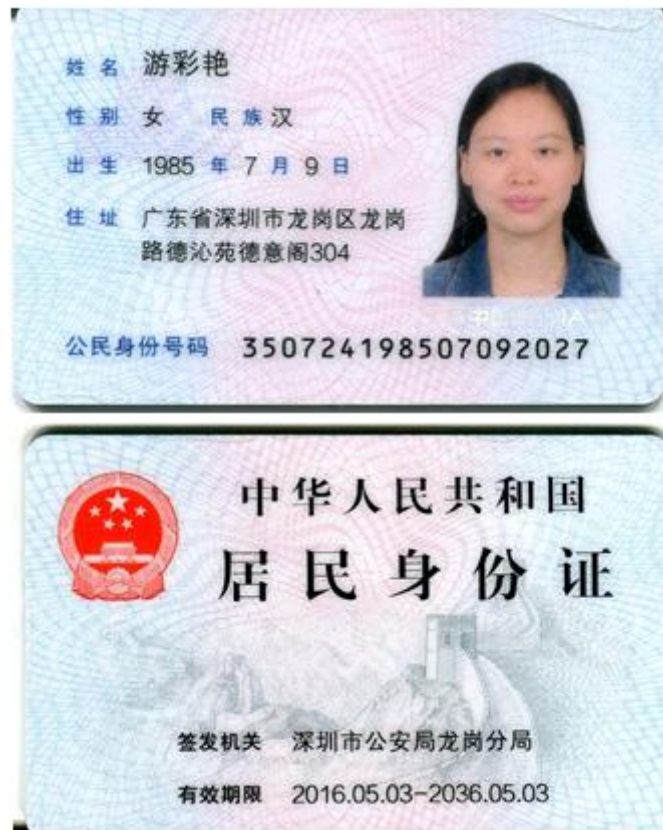 姓名 游彩艳
性别 女 民族 汉
出生 1985 年 7 月 9 日
住址 广东省深圳市龙岗区龙岗
路德沁苑德意阁304
公民身份号码 350724198507092027
中华人民共和国
居民身份证
签发机关 深圳市公安局龙岗分局
有效期限 2016.05.03-2036.05.03